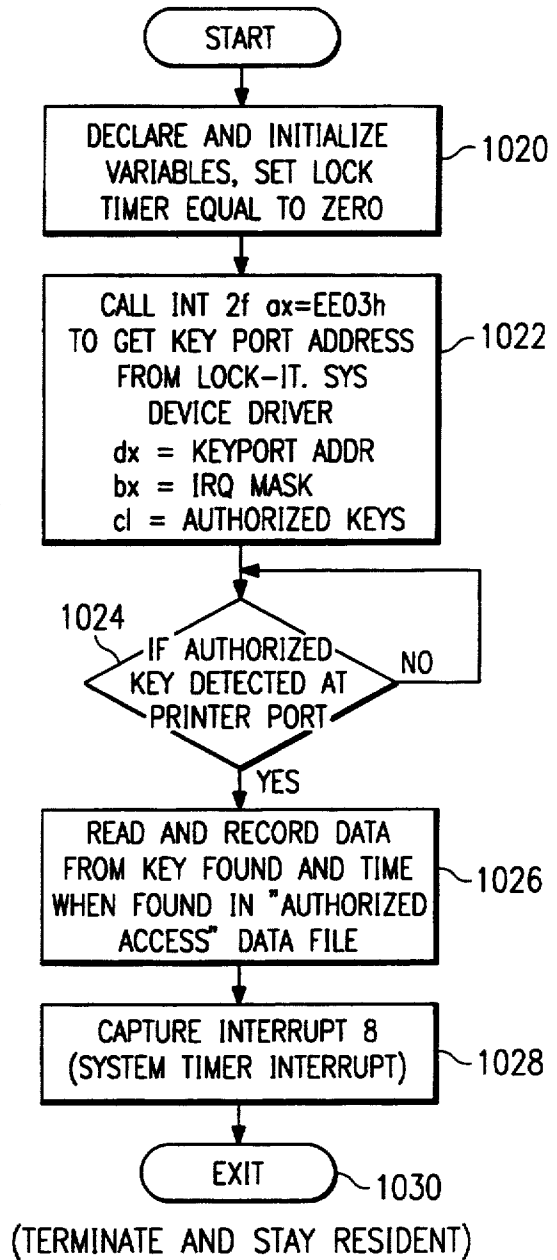 START
DECLARE AND INITIALIZE
VARIABLES, SET LOCK
TIMER EQUAL TO ZERO
1020
CALL INT 2f ax=EE03h
TO GET KEY PORT ADDRESS
FROM LOCK-IT. SYS
DEVICE DRIVER
dx = KEYPORT ADDR
bx = IRQ MASK
cl = AUTHORIZED KEYS
1022
1024
IF AUTHORIZED
KEY DETECTED AT
PRINTER PORT
NO
YES
READ AND RECORD DATA
FROM KEY FOUND AND TIME
WHEN FOUND IN "AUTHORIZED
ACCESS" DATA FILE
1026
CAPTURE INTERRUPT 8
(SYSTEM TIMER INTERRUPT)
1028
EXIT
1030
(TERMINATE AND STAY RESIDENT)